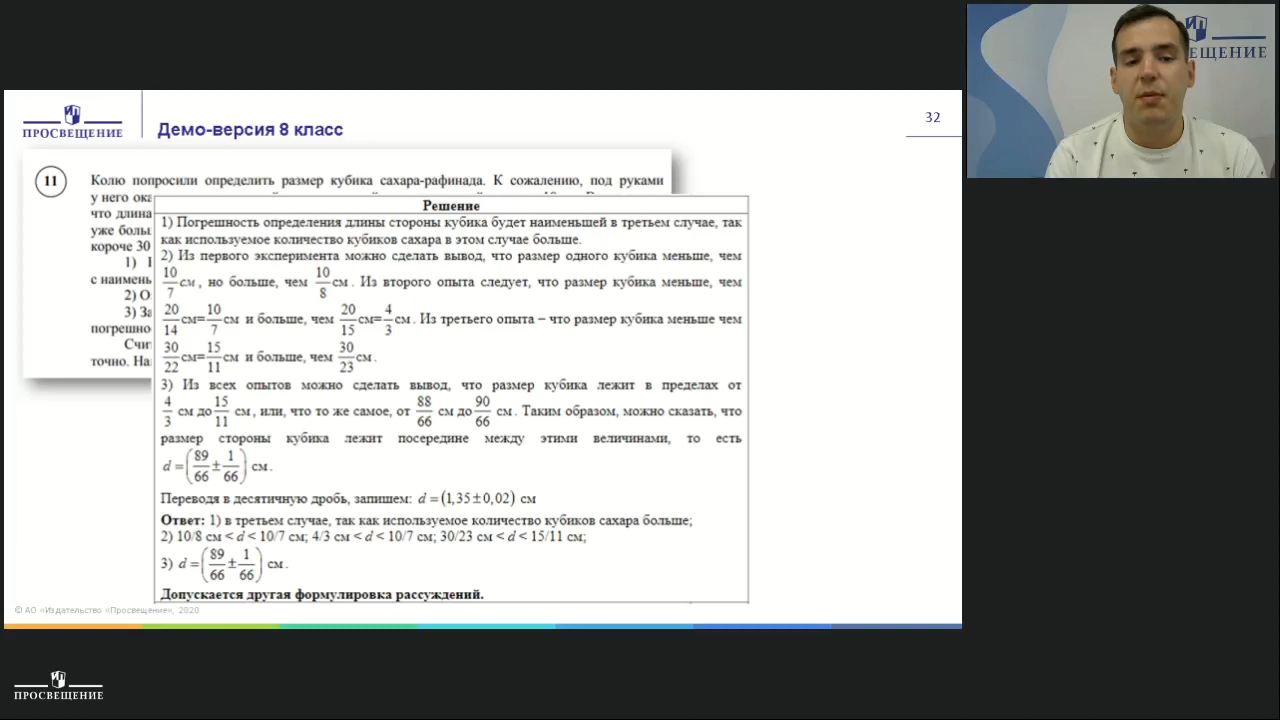 ПРОСВЕЩЕНИЕ
Демо-версия 8 класс
32
11
Колю попросили определить размер кубика сахара-рафинада. К сожалению, под руками
у него ока
что длина
уже больш
короче 30
1)
с наимень
2) О
3) За
погрешно
Счит
точно. На
Решение
1) Погрешность определения длины стороны кубика будет наименьшей в третьем случае, так
как используемое количество кубиков сахара в этом случае больше.
2) Из первого эксперимента можно сделать вывод, что размер одного кубика меньше, чем
10/7 см, но больше, чем 10/8 см. Из второго опыта следует, что размер кубика меньше, чем
20/14 см=10/7 см и больше, чем 20/15 см=4/3 см. Из третьего опыта – что размер кубика меньше чем
30/22 см=15/11 см и больше, чем 30/23 см.
3) Из всех опытов можно сделать вывод, что размер кубика лежит в пределах от
4/3 см до 15/11 см, или, что то же самое, от 88/66 см до 90/66 см. Таким образом, можно сказать, что
размер стороны кубика лежит посередине между этими величинами, то есть
d = (89/66 ± 1/66) см.
Переводя в десятичную дробь, запишем: d = (1,35±0,02) см
Ответ: 1) в третьем случае, так как используемое количество кубиков сахара больше;
2) 10/8 см < d < 10/7 см; 4/3 см < d < 10/7 см; 30/23 см < d < 15/11 см;
3) d = (89/66 ± 1/66) см.
Допускается другая формулировка рассуждений.
© АО «Издательство «Просвещение», 2020
ПРОСВЕЩЕНИЕ
ЕЩЕНИЕ